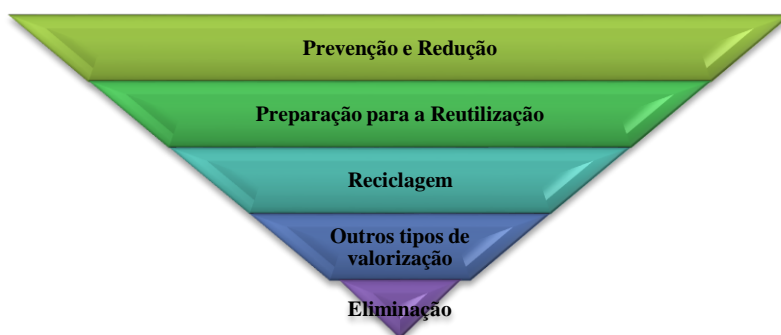 Prevenção e Redução
Preparação para a Reutilização
Reciclagem
Outros tipos de
valorização
Eliminação